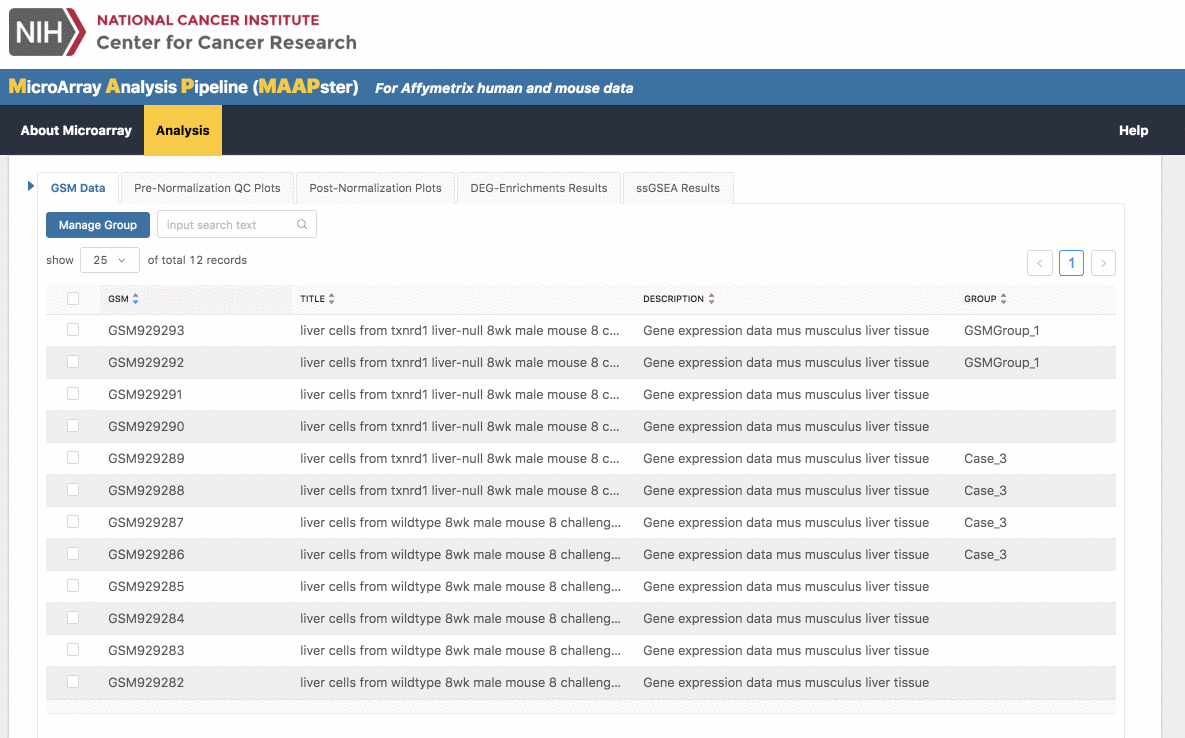 NIH NATIONAL CANCER INSTITUTE
Center for Cancer Research
MicroArray Analysis Pipeline (MAAPster) For Affymetrix human and mouse data
About Microarray Analysis Help
GSM Data Pre-Normalization QC Plots Post-Normalization Plots DEG-Enrichments Results ssGSEA Results
Manage Group input search text
show 25 of total 12 records < 1 >
GSM TITLE DESCRIPTION GROUP
GSM929293 liver cells from txnrd1 liver-null 8wk male mouse 8 c... Gene expression data mus musculus liver tissue GSMGroup_1
GSM929292 liver cells from txnrd1 liver-null 8wk male mouse 8 c... Gene expression data mus musculus liver tissue GSMGroup_1
GSM929291 liver cells from txnrd1 liver-null 8wk male mouse 8 c... Gene expression data mus musculus liver tissue
GSM929290 liver cells from txnrd1 liver-null 8wk male mouse 8 c... Gene expression data mus musculus liver tissue
GSM929289 liver cells from txnrd1 liver-null 8wk male mouse 8 c... Gene expression data mus musculus liver tissue Case_3
GSM929288 liver cells from txnrd1 liver-null 8wk male mouse 8 c... Gene expression data mus musculus liver tissue Case_3
GSM929287 liver cells from wildtype 8wk male mouse 8 challeng... Gene expression data mus musculus liver tissue Case_3
GSM929286 liver cells from wildtype 8wk male mouse 8 challeng... Gene expression data mus musculus liver tissue Case_3
GSM929285 liver cells from wildtype 8wk male mouse 8 challeng... Gene expression data mus musculus liver tissue
GSM929284 liver cells from wildtype 8wk male mouse 8 challeng... Gene expression data mus musculus liver tissue
GSM929283 liver cells from wildtype 8wk male mouse 8 challeng... Gene expression data mus musculus liver tissue
GSM929282 liver cells from wildtype 8wk male mouse 8 challeng... Gene expression data mus musculus liver tissue